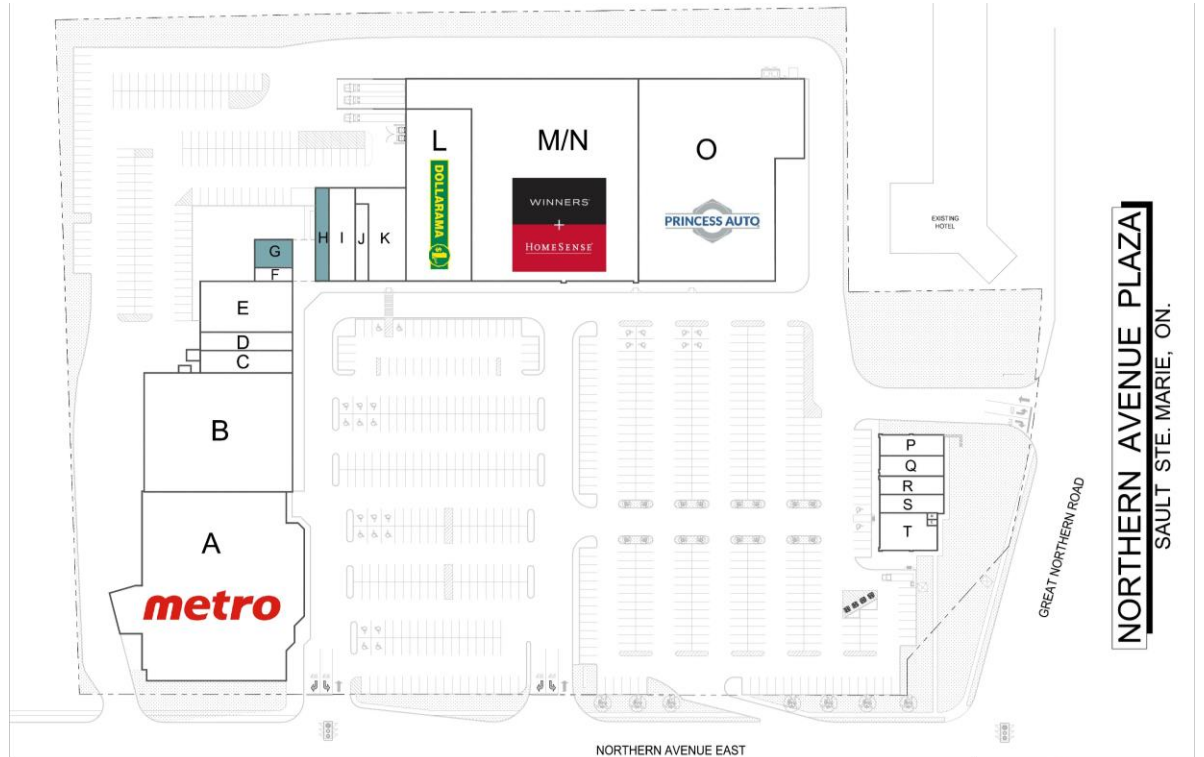 L
M/N
O
DOLLARAMA
WINNERS
+
HOMESENSE
PRINCESS AUTO
H
I
J
K
G
F
E
D
C
B
A
metro
EXISTING
HOTEL
P
Q
R
S
T
GREAT NORTHERN ROAD
NORTHERN AVENUE EAST
NORTHERN AVENUE PLAZA
SAULT STE. MARIE, ON.